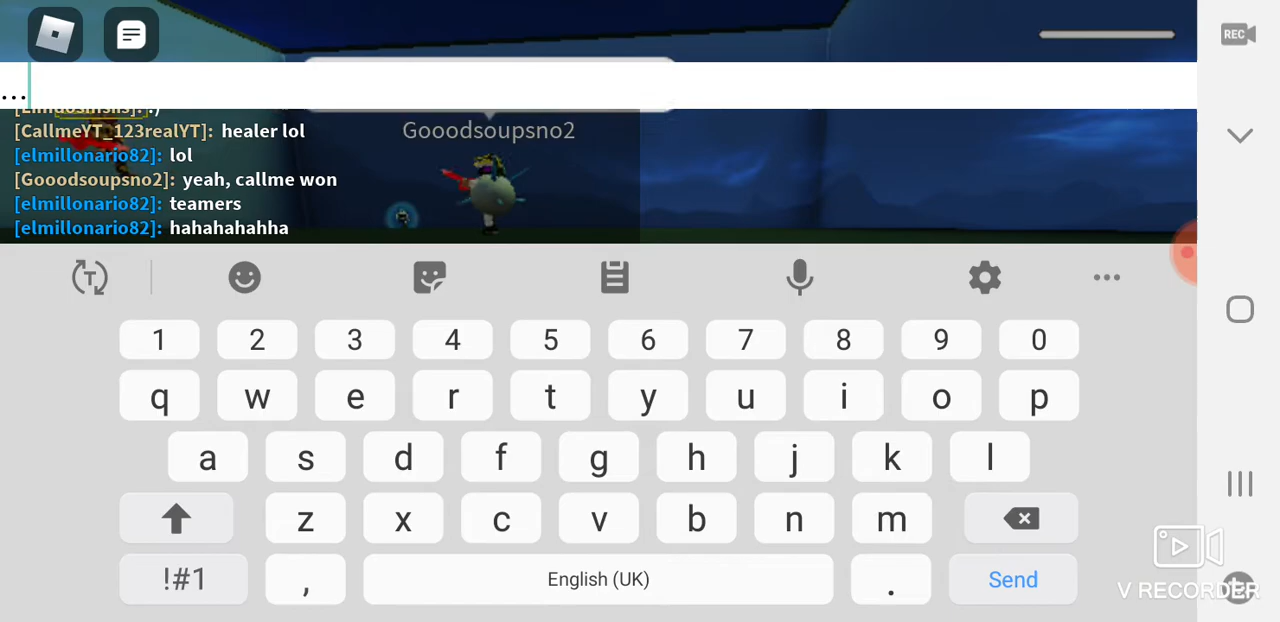 REC
...
[CallmeYT_123realYT]: healer lol
[elmillonario82]: lol
[Gooodsoupsno2]: yeah, callme won
[elmillonario82]: teamers
[elmillonario82]: hahahahahha
Gooodsoupsno2
T
1 2 3 4 5 6 7 8 9 0
q w e r t y u i o p
a s d f g h j k l
z x c v b n m
!#1 , English (UK) . Send
V RECORDER